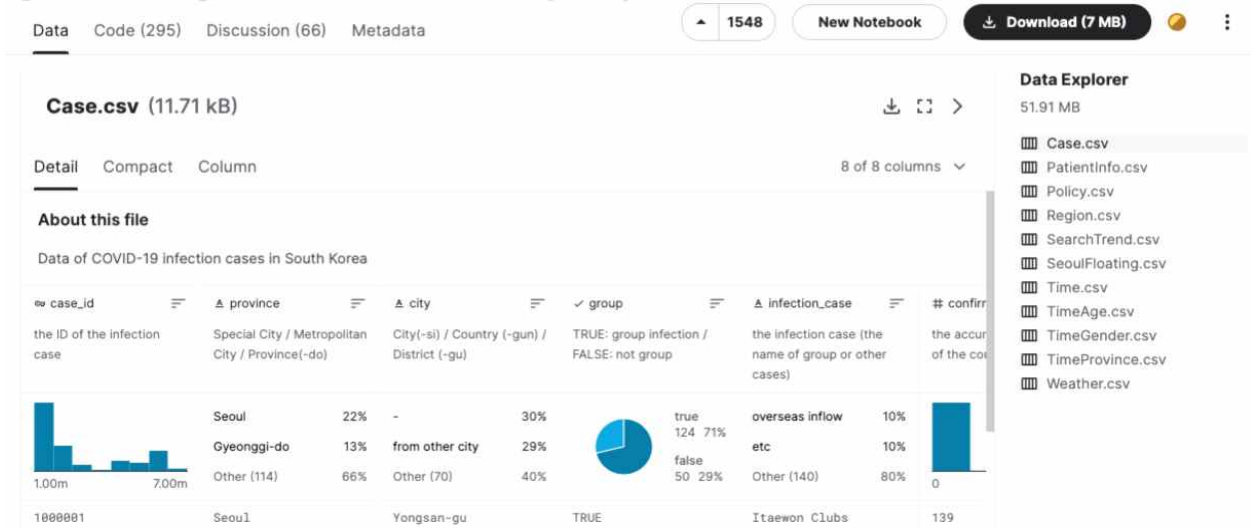 Data Code (295) Discussion (66) Metadata 1548 New Notebook Download (7 MB)
Case.csv (11.71 kB)
Detail Compact Column 8 of 8 columns
About this file
Data of COVID-19 infection cases in South Korea
case_id province city group infection_case #
the ID of the infection case
Special City / Metropolitan City / Province(-do)
City(-si) / Country (-gun) / District (-gu)
TRUE: group infection / FALSE: not group
the infection case (the name of group or other cases)
the
of the
1.00m 7.00m
Seoul 22%
Gyeonggi-do 13%
Other (114) 66%
- 30%
from other city 29%
Other (70) 40%
true
124 71%
false
50 29%
overseas inflow 10%
etc 10%
Other (140) 80%
0
1000001 Seoul Yongsan-gu TRUE Itaewon Clubs 139
Data Explorer
51.91 MB
Case.csv
PatientInfo.csv
Policy.csv
Region.csv
SearchTrend.csv
SeoulFloating.csv
Time.csv
TimeAge.csv
TimeGender.csv
TimeProvince.csv
Weather.csv